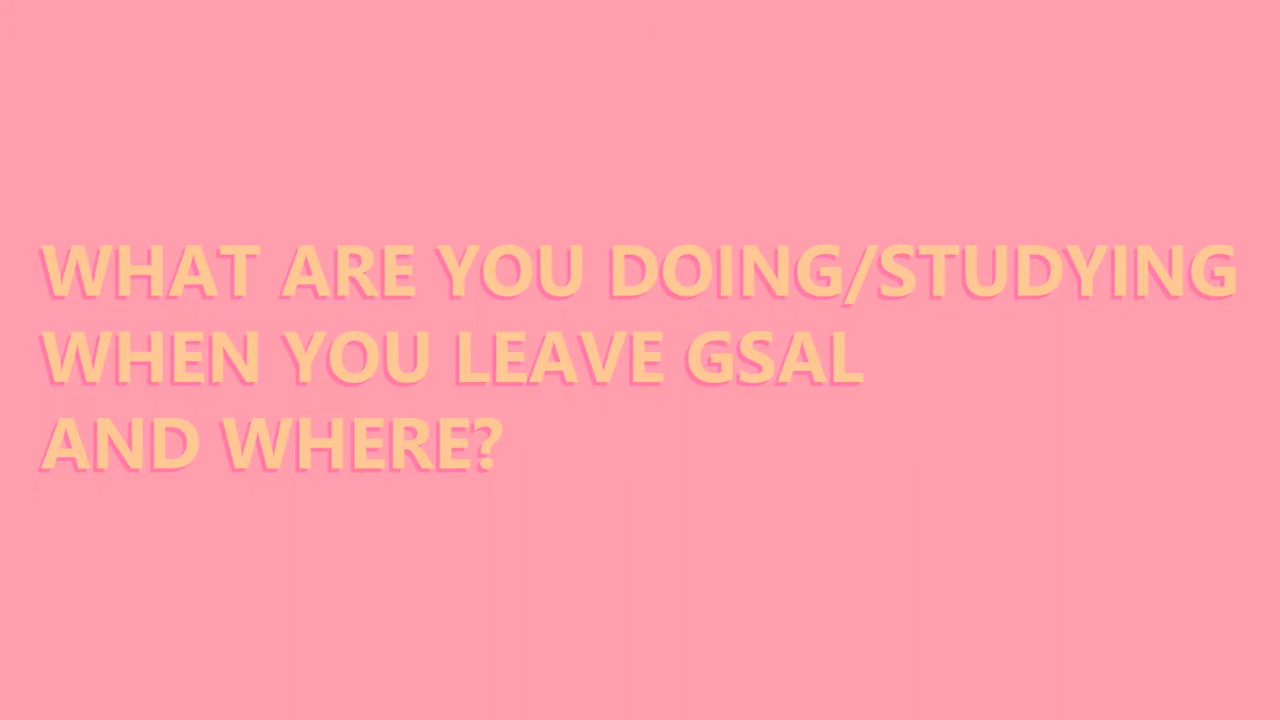 WHAT ARE YOU DOING/STUDYING
WHEN YOU LEAVE GSAL
AND WHERE?